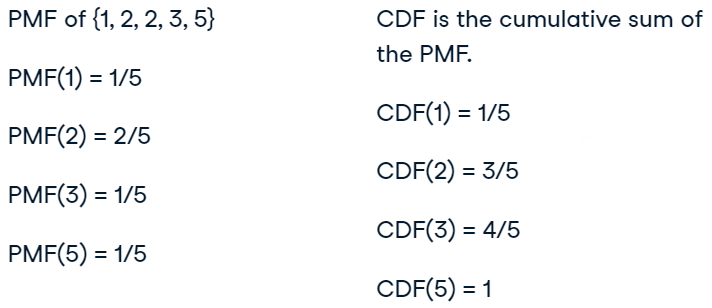 PMF of {1, 2, 2, 3, 5}
PMF(1) = 1/5
PMF(2) = 2/5
PMF(3) = 1/5
PMF(5) = 1/5
CDF is the cumulative sum of
the PMF.
CDF(1) = 1/5
CDF(2) = 3/5
CDF(3) = 4/5
CDF(5) = 1